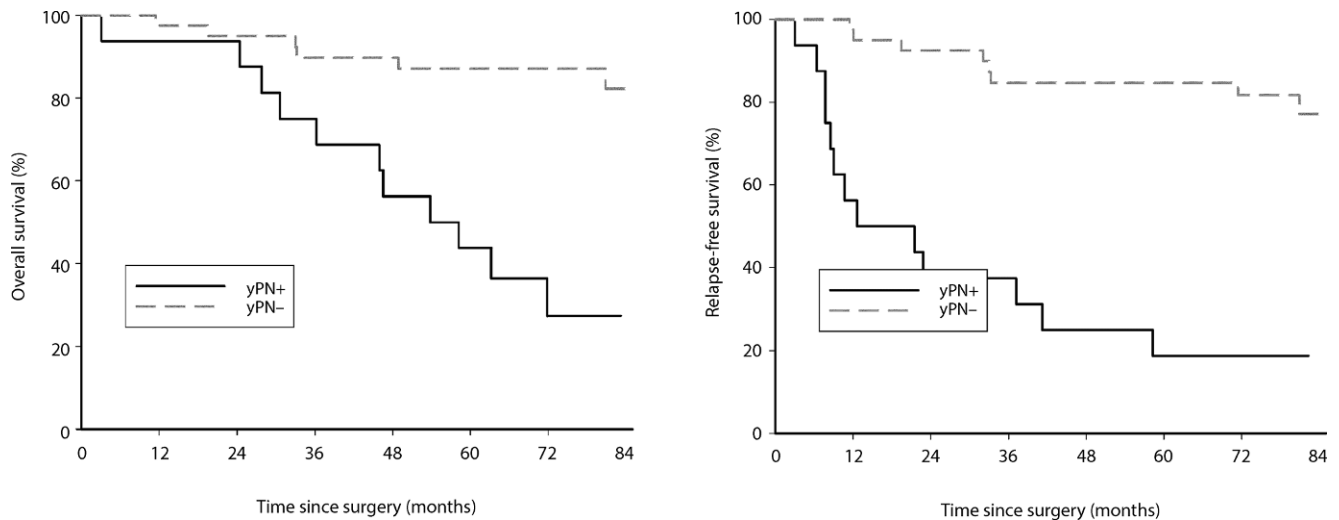 Overall survival (%)
100
80
60
40
20
0
yPN+
yPN–
0 12 24 36 48 60 72 84
Time since surgery (months)
Relapse-free survival (%)
100
80
60
40
20
0
yPN+
yPN–
0 12 24 36 48 60 72 84
Time since surgery (months)